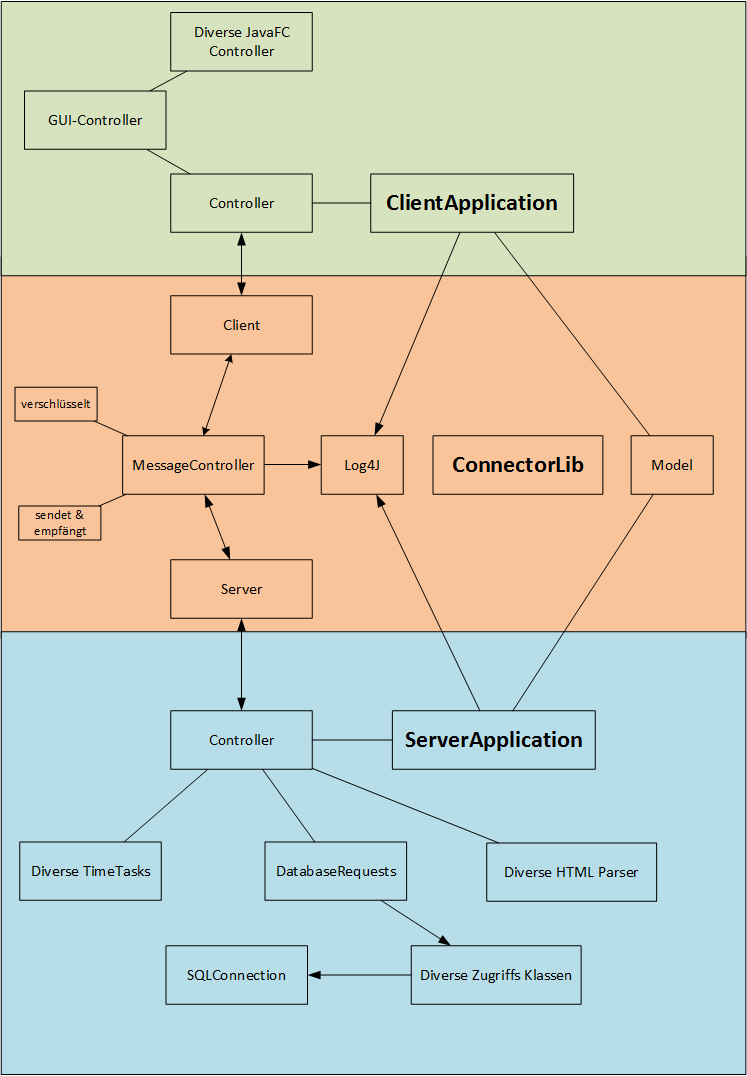 Diverse JavaFC
Controller
GUI-Controller
Controller
ClientApplication
Client
verschlüsselt
MessageController
Log4J
ConnectorLib
Model
sendet &
empfängt
Server
Controller
ServerApplication
Diverse TimeTasks
DatabaseRequests
Diverse HTML Parser
SQLConnection
Diverse Zugriffs Klassen